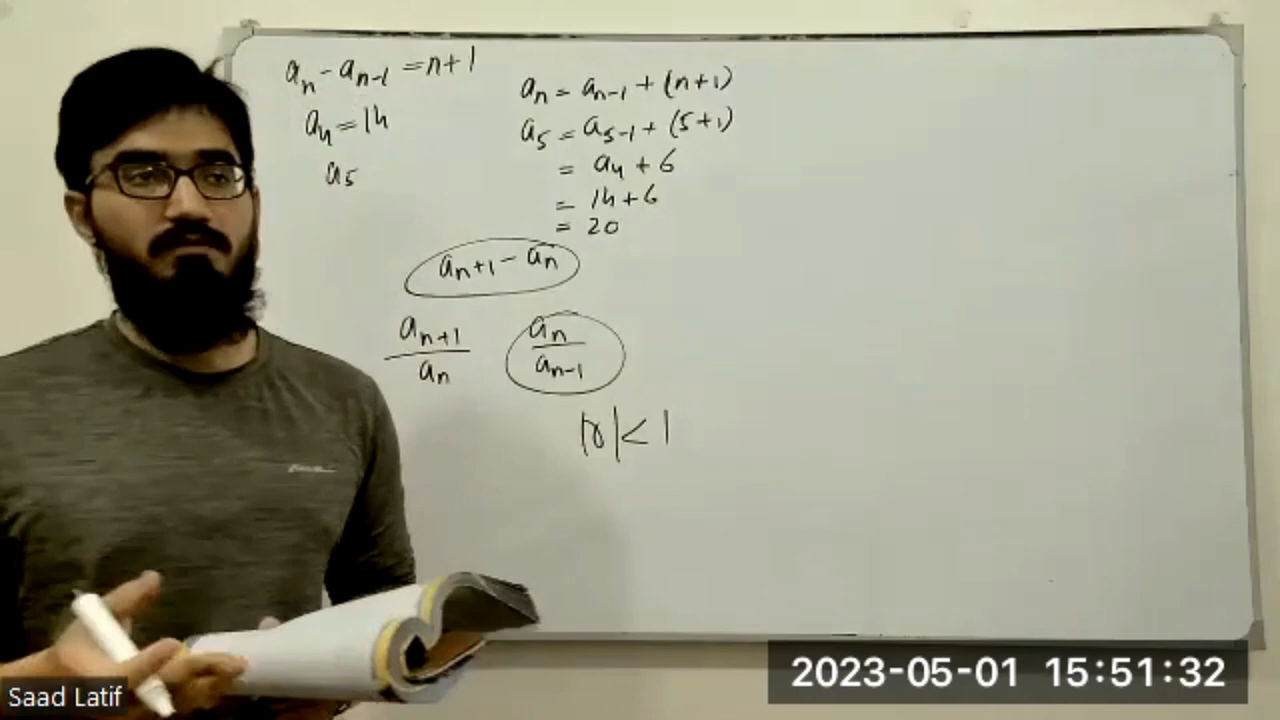 aₙ - aₙ₋₁ = n+1
a₄ = 14
a₅
aₙ = aₙ₋₁ + (n+1)
a₅ = a₅₋₁ + (5+1)
= a₄ + 6
= 14 + 6
= 20
aₙ₊₁ - aₙ
aₙ₊₁/aₙ aₙ/aₙ₋₁
|r| < 1
Saad Latif
2023-05-01 15:51:32